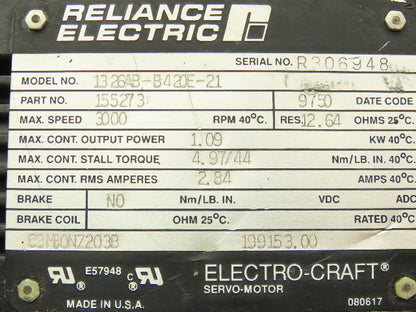 RELIANCE
ELECTRIC
SERIAL NO. R306948
MODEL NO. 1326AB-B420E-21
PART NO. 155273 9750 DATE CODE
MAX. SPEED 3000 RPM 40°C. RES. 12.64 OHMS 25°C.
MAX. CONT. OUTPUT POWER 1.09 KW 40°C.
MAX. CONT. STALL TORQUE 4.97/44 Nm/LB. IN. 40°C.
MAX. CONT. RMS AMPERES 2.84 AMPS 40°C.
BRAKE NO Nm/LB. IN. VDC ADC
BRAKE COIL OHM 25°C. RATED 40°C.
199153.00
E57948 ELECTRO-CRAFT®
SERVO-MOTOR
MADE IN U.S.A. 080617